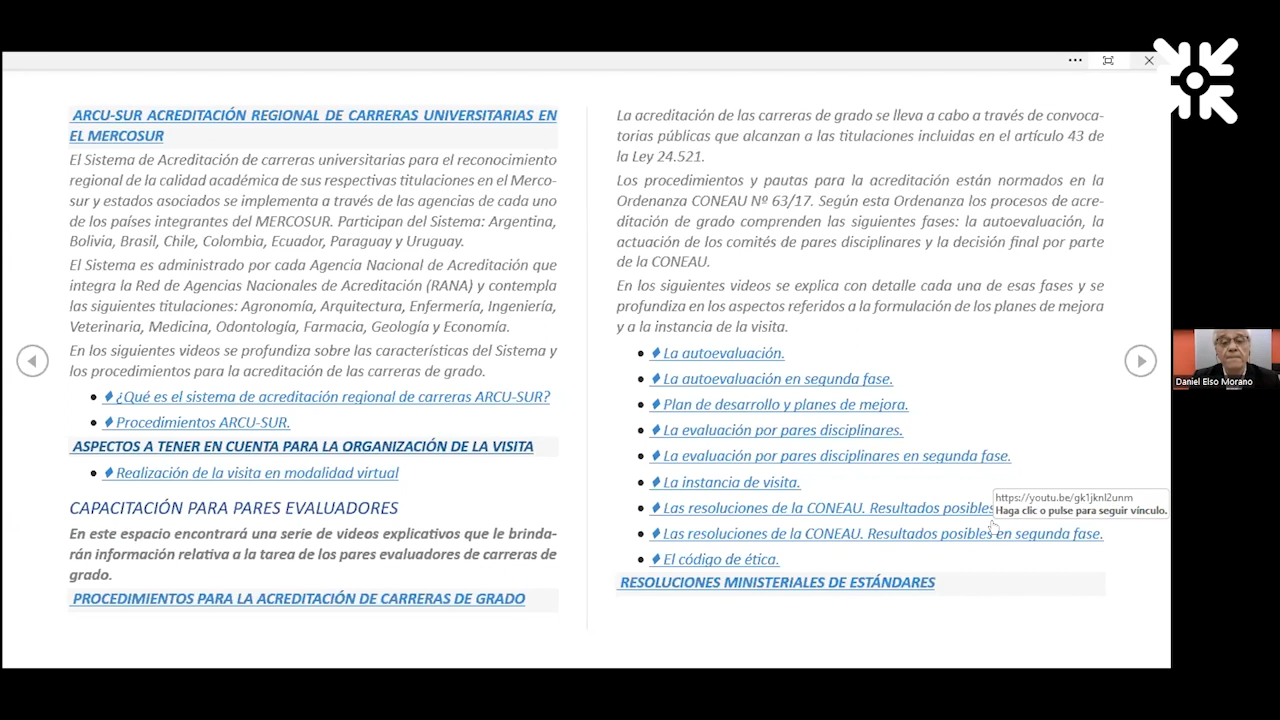 ARCU-SUR ACREDITACIÓN REGIONAL DE CARRERAS UNIVERSITARIAS EN
EL MERCOSUR
El Sistema de Acreditación de carreras universitarias para el reconocimiento
regional de la calidad académica de sus respectivas titulaciones en el Merco-
sur y estados asociados se implementa a través de las agencias de cada uno
de los países integrantes del MERCOSUR. Participan del Sistema: Argentina,
Bolivia, Brasil, Chile, Colombia, Ecuador, Paraguay y Uruguay.
El Sistema es administrado por cada Agencia Nacional de Acreditación que
integra la Red de Agencias Nacionales de Acreditación (RANA) y contempla
las siguientes titulaciones: Agronomía, Arquitectura, Enfermería, Ingeniería,
Veterinaria, Medicina, Odontología, Farmacia, Geología y Economía.
En los siguientes videos se profundiza sobre las características del Sistema y
los procedimientos para la acreditación de las carreras de grado.
¿Qué es el sistema de acreditación regional de carreras ARCU-SUR?
Procedimientos ARCU-SUR.
ASPECTOS A TENER EN CUENTA PARA LA ORGANIZACIÓN DE LA VISITA
Realización de la visita en modalidad virtual
CAPACITACIÓN PARA PARES EVALUADORES
En este espacio encontrará una serie de videos explicativos que le brinda-
rán información relativa a la tarea de los pares evaluadores de carreras de
grado.
PROCEDIMIENTOS PARA LA ACREDITACIÓN DE CARRERAS DE GRADO
La acreditación de las carreras de grado se lleva a cabo a través de convoca-
torias públicas que alcanzan a las titulaciones incluidas en el artículo 43 de
la Ley 24.521.
Los procedimientos y pautas para la acreditación están normados en la
Ordenanza CONEAU Nº 63/17. Según esta Ordenanza los procesos de acre-
ditación de grado comprenden las siguientes fases: la autoevaluación, la
actuación de los comités de pares disciplinares y la decisión final por parte
de la CONEAU.
En los siguientes videos se explica con detalle cada una de esas fases y se
profundiza en los aspectos referidos a la formulación de los planes de mejora
y a la instancia de la visita.
La autoevaluación.
La autoevaluación en segunda fase.
Plan de desarrollo y planes de mejora.
La evaluación por pares disciplinares.
La evaluación por pares disciplinares en segunda fase.
La instancia de visita.
https://youtu.be/gk1jknl2unm
Haga clic o pulse para seguir vínculo.
Las resoluciones de la CONEAU. Resultados posibles
Las resoluciones de la CONEAU. Resultados posibles en segunda fase.
El código de ética.
RESOLUCIONES MINISTERIALES DE ESTÁNDARES
Daniel Elso Morano